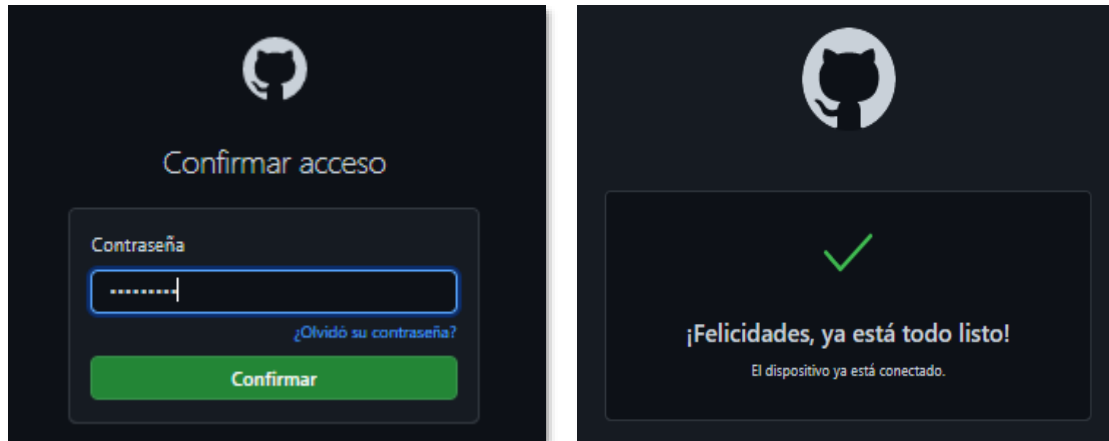 Confirmar acceso
Contraseña
¿Olvidó su contraseña?
Confirmar
¡Felicidades, ya está todo listo!
El dispositivo ya está conectado.